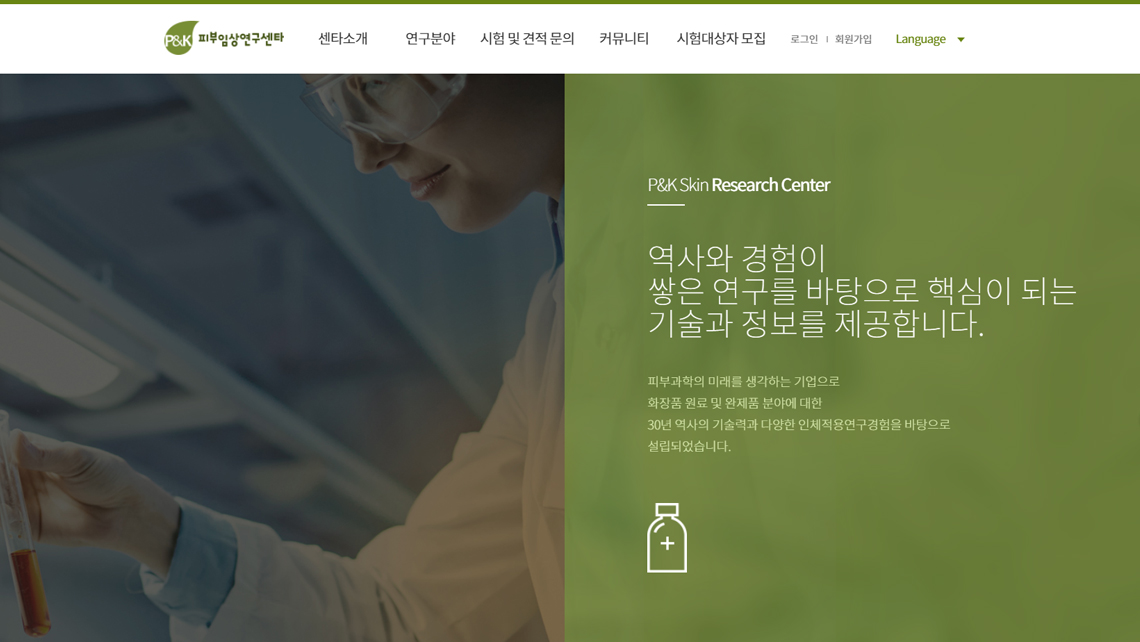 P&K 피부임상연구센타
센타소개
연구분야
시험 및 견적 문의
커뮤니티
시험대상자 모집
로그인
회원가입
Language
P&K Skin Research Center
역사와 경험이
쌓은 연구를 바탕으로 핵심이 되는
기술과 정보를 제공합니다.
피부과학의 미래를 생각하는 기업으로
화장품 원료 및 완제품 분야에 대한
30년 역사의 기술력과 다양한 인체적용연구경험을 바탕으로
설립되었습니다.